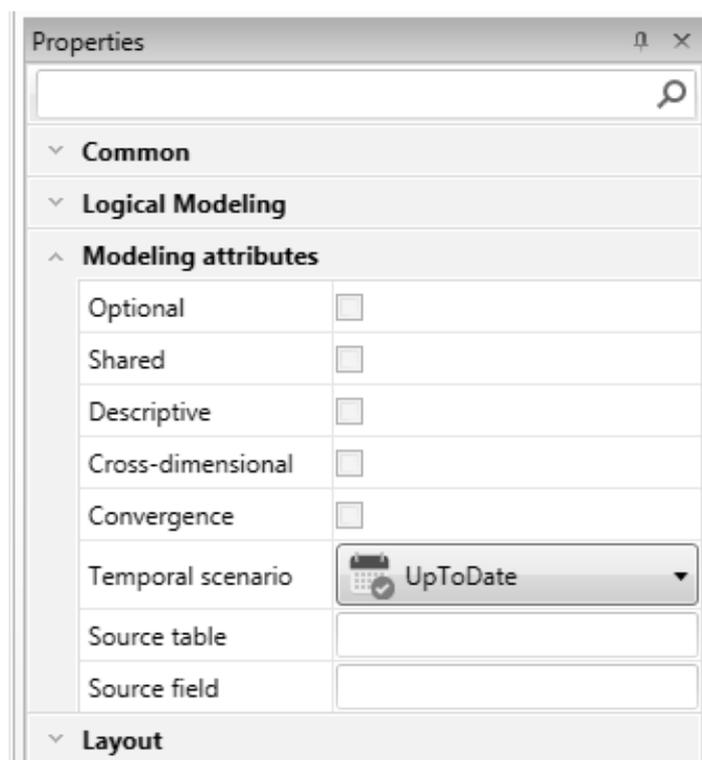 Properties
Common
Logical Modeling
Modeling attributes
Optional
Shared
Descriptive
Cross-dimensional
Convergence
Temporal scenario UpToDate
Source table
Source field
Layout